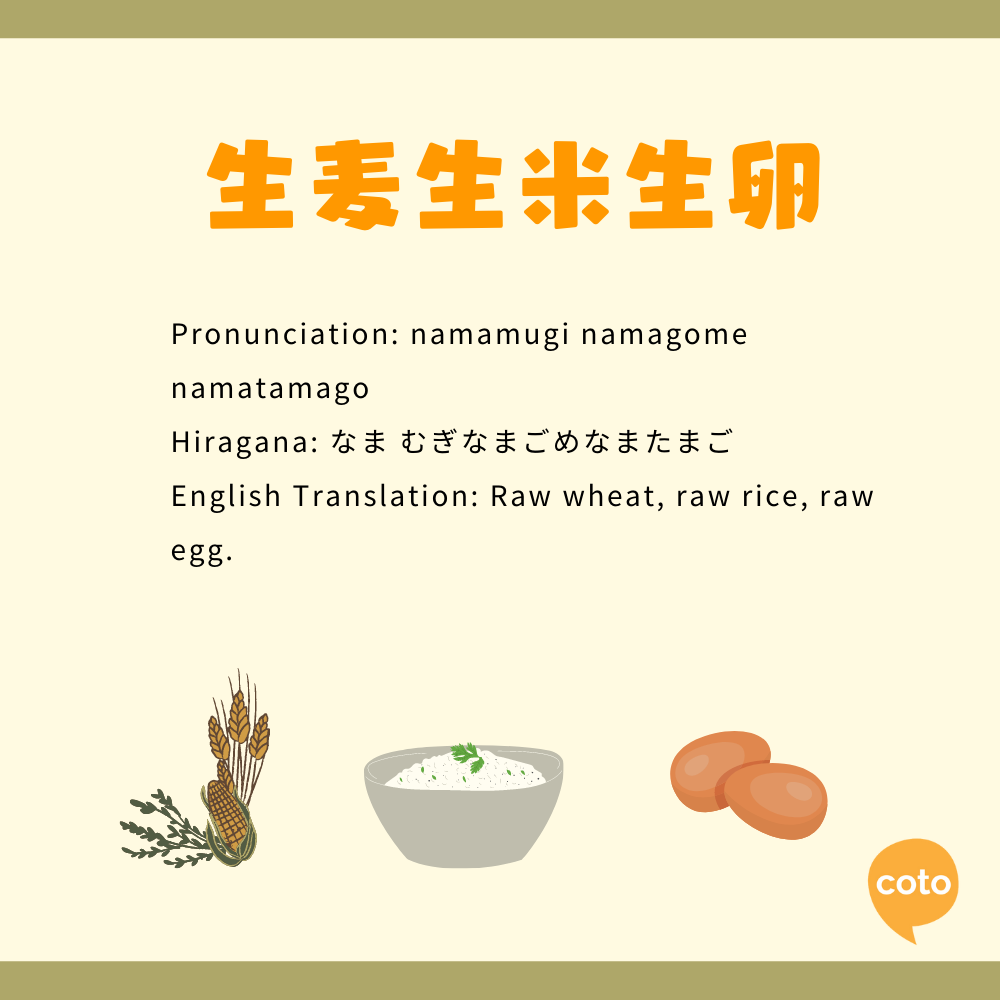 生麦生米生卵
Pronunciation: namamugi namagome
namatamago
Hiragana: なま むぎなまごめなまたまご
English Translation: Raw wheat, raw rice, raw
egg.
coto